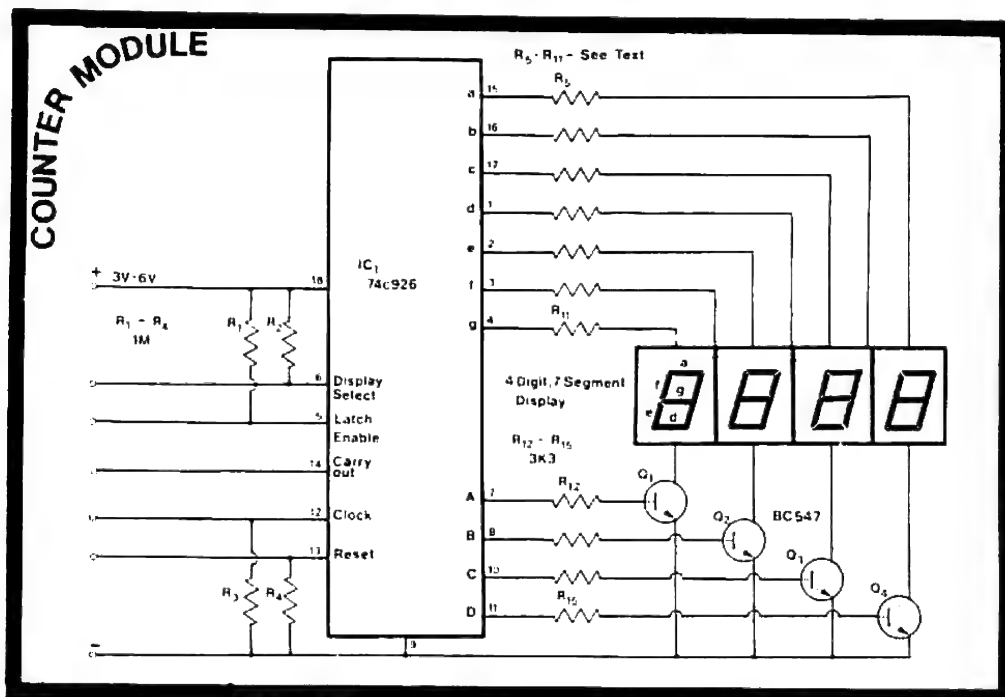 COUNTER MODULE
R5-R11 - See Text
a 15 R5
b 16
c 17
d 1
e 2
f 3
g 4 R11
IC1
74c926
+ 3V-6V
18
R1 - R4
1M
R1
R2
6 Display
Select
5 Latch
Enable
14 Carry
out
12 Clock
13 Reset
R3
R4
4 Digit, 7 Segment
Display
a
f
g
e
d
R12 - R15
3K3
A 7 R12
B 8
C 10
D 11 R15
Q1
Q2
BC547
Q4
9
-